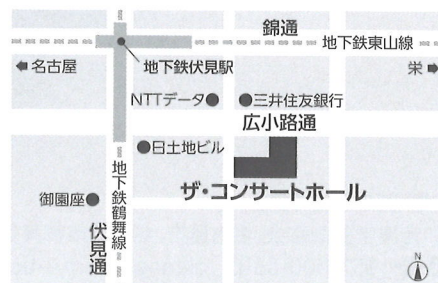 錦通
地下鉄東山線
名古屋
地下鉄伏見駅
栄
NTTデータ
三井住友銀行
広小路通
日土地ビル
ザ・コンサートホール
御園座
地下鉄鶴舞線
伏見通
N